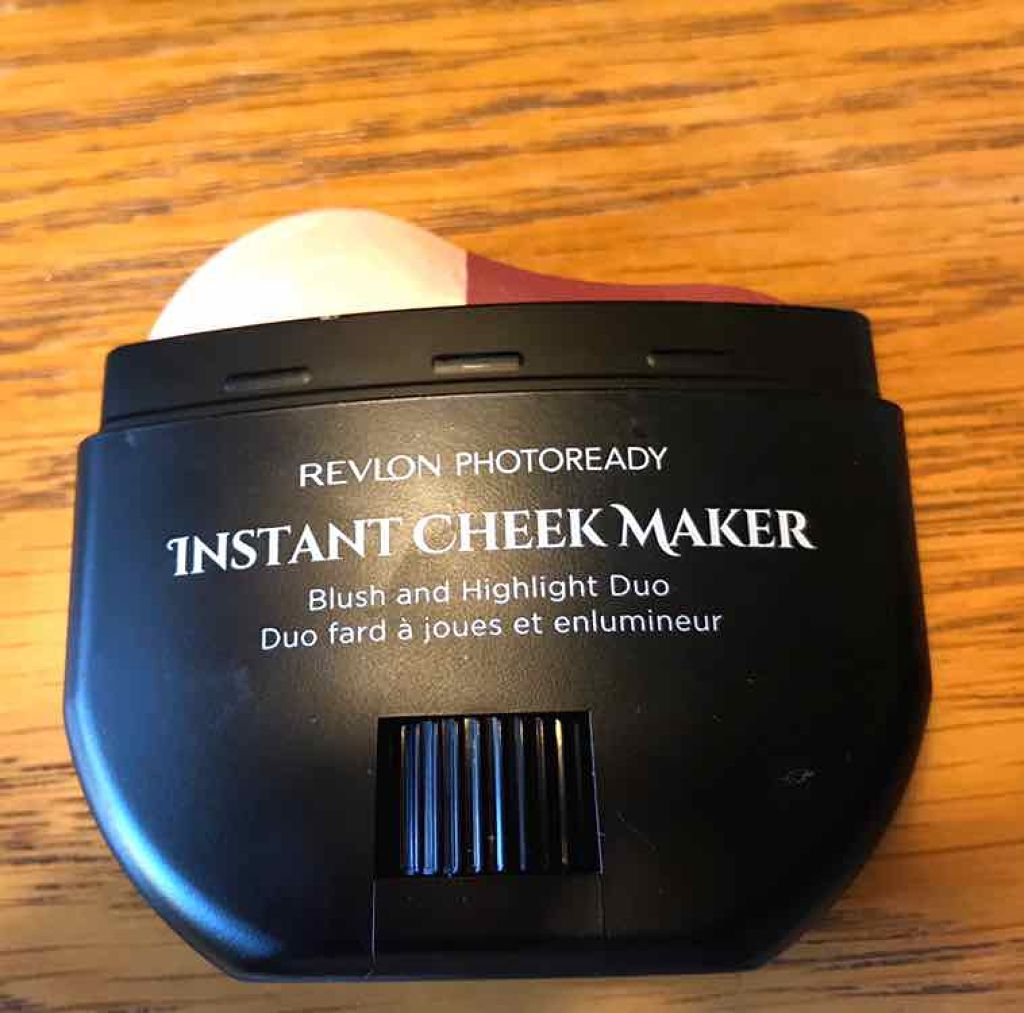 REVLON PHOTOREADY
INSTANT CHEEK MAKER
Blush and Highlight Duo
Duo fard à joues et enlumineur